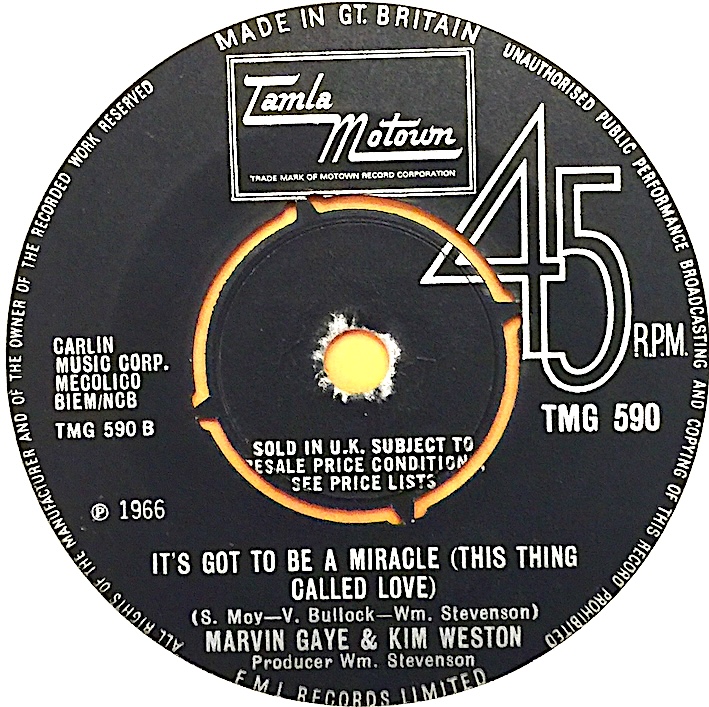 MADE IN GT. BRITAIN
UNAUTHORISED PUBLIC PERFORMANCE BROADCASTING AND COPYING OF THIS RECORD PROHIBITED
ALL RIGHTS OF THE MANUFACTURER AND OF THE OWNER OF THE RECORDED WORK RESERVED
Tamla
Motown
TRADE MARK OF MOTOWN RECORD CORPORATION
45
R.P.M.
TMG 590
CARLIN
MUSIC CORP.
MECOLICO
BIEM/NCB
TMG 590 B
SOLD IN U.K. SUBJECT TO
RESALE PRICE CONDITIONS,
SEE PRICE LISTS
℗ 1966
IT'S GOT TO BE A MIRACLE (THIS THING
CALLED LOVE)
(S. Moy—V. Bullock—Wm. Stevenson)
MARVIN GAYE & KIM WESTON
Producer Wm. Stevenson
E.M.I. RECORDS LIMITED